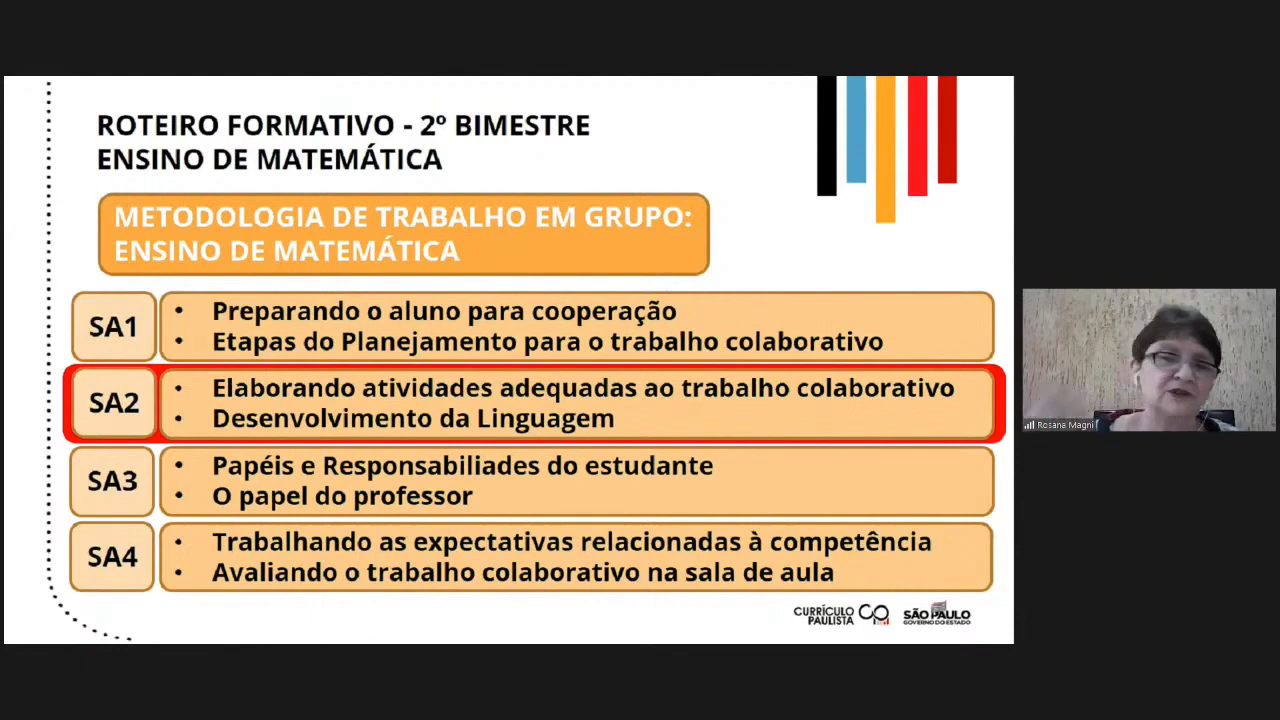 ROTEIRO FORMATIVO - 2º BIMESTRE
ENSINO DE MATEMÁTICA
METODOLOGIA DE TRABALHO EM GRUPO:
ENSINO DE MATEMÁTICA
SA1
• Preparando o aluno para cooperação
• Etapas do Planejamento para o trabalho colaborativo
SA2
• Elaborando atividades adequadas ao trabalho colaborativo
• Desenvolvimento da Linguagem
SA3
• Papéis e Responsabiliades do estudante
• O papel do professor
SA4
• Trabalhando as expectativas relacionadas à competência
• Avaliando o trabalho colaborativo na sala de aula
CURRÍCULO
PAULISTA
SÃO PAULO
GOVERNO DO ESTADO
Rosana Magni